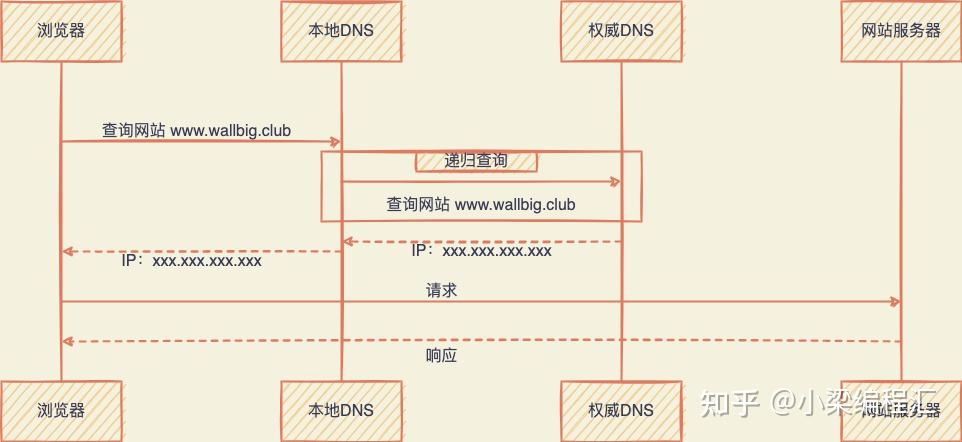 浏览器
本地DNS
权威DNS
网站服务器
查询网站 www.wallbig.club
递归查询
查询网站 www.wallbig.club
IP：xxx.xxx.xxx.xxx
IP：xxx.xxx.xxx.xxx
请求
响应
浏览器
本地DNS
权威DNS
网站服务器
知乎 @小梁编程汇